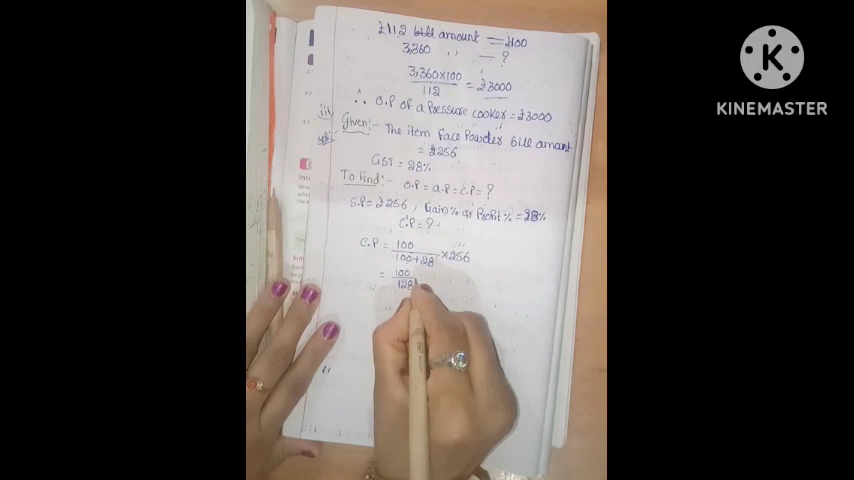 ₹112 bill amount = ₹100
3,360 ,, — ?
3,360×100
112
= ₹3000
∴ O.P of a Pressure cooker = ₹3000
iii)
Given:- The item Face Powder bill amount
= ₹256
GST = 28%
To Find:- O.P = a.P = C.P = ?
S.P = ₹256, Gain% or Profit% = 28%
C.P = ?
C.P = 100
100+28
×256
= 100
128
KINEMASTER